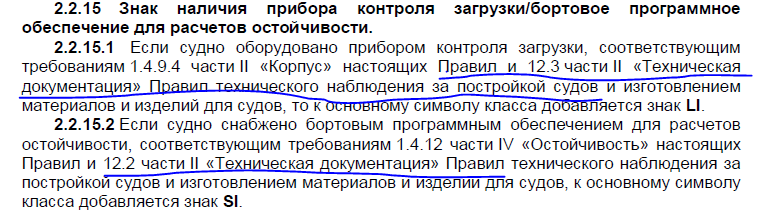 2.2.15 Знак наличия прибора контроля загрузки/бортовое программное
обеспечение для расчетов остойчивости.
2.2.15.1 Если судно оборудовано прибором контроля загрузки, соответствующим
требованиям 1.4.9.4 части II «Корпус» настоящих Правил и 12.3 части II «Техническая
документация» Правил технического наблюдения за постройкой судов и изготовлением
материалов и изделий для судов, то к основному символу класса добавляется знак LI.
2.2.15.2 Если судно снабжено бортовым программным обеспечением для расчетов
остойчивости, соответствующим требованиям 1.4.12 части IV «Остойчивость» настоящих
Правил и 12.2 части II «Техническая документация» Правил технического наблюдения за
постройкой судов и изготовлением материалов и изделий для судов, к основному символу
класса добавляется знак SI.